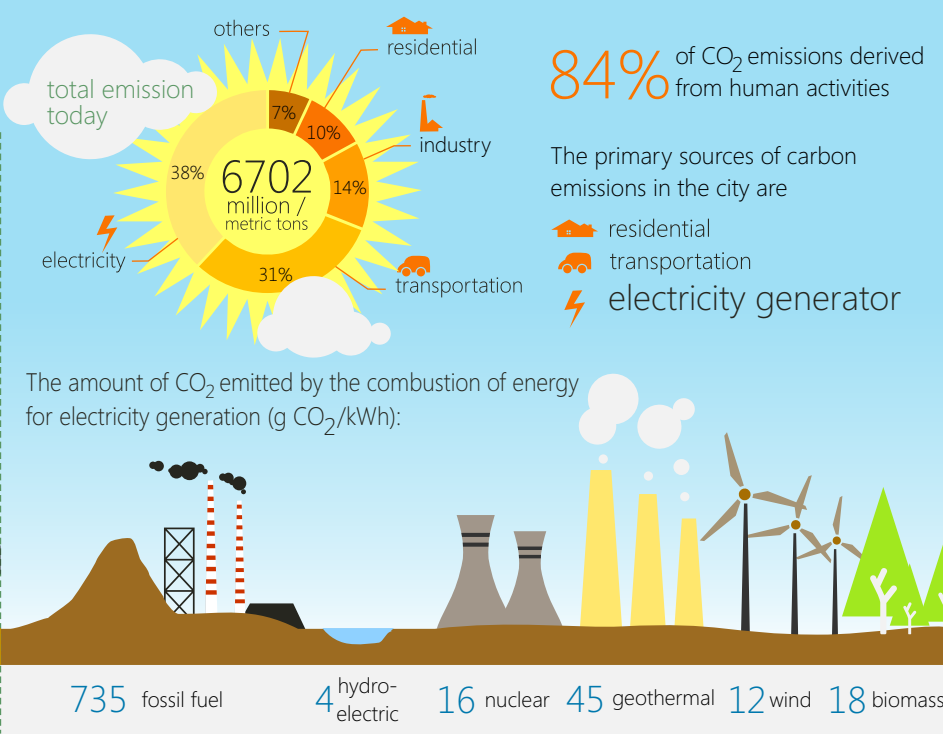 others
residential
total emission
today
7%
10%
industry
38%
6702
million /
metric tons
14%
electricity
31%
transportation
84%
of CO2 emissions derived
from human activities
The primary sources of carbon
emissions in the city are
residential
transportation
electricity generator
The amount of CO2 emitted by the combustion of energy
for electricity generation (g CO2/kWh):
735 fossil fuel
4 hydro-
electric
16 nuclear
45 geothermal
12 wind
18 biomass